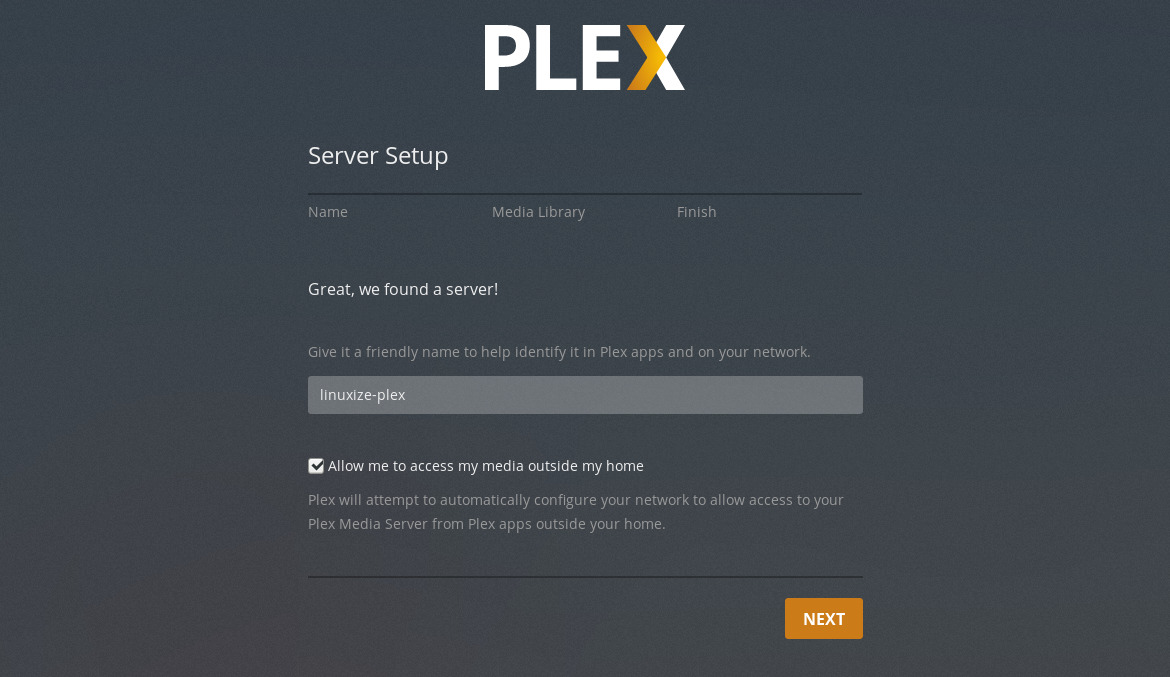 PLEX
Server Setup
Name
Media Library
Finish
Great, we found a server!
Give it a friendly name to help identify it in Plex apps and on your network.
linuxize-plex
Allow me to access my media outside my home
Plex will attempt to automatically configure your network to allow access to your
Plex Media Server from Plex apps outside your home.
NEXT